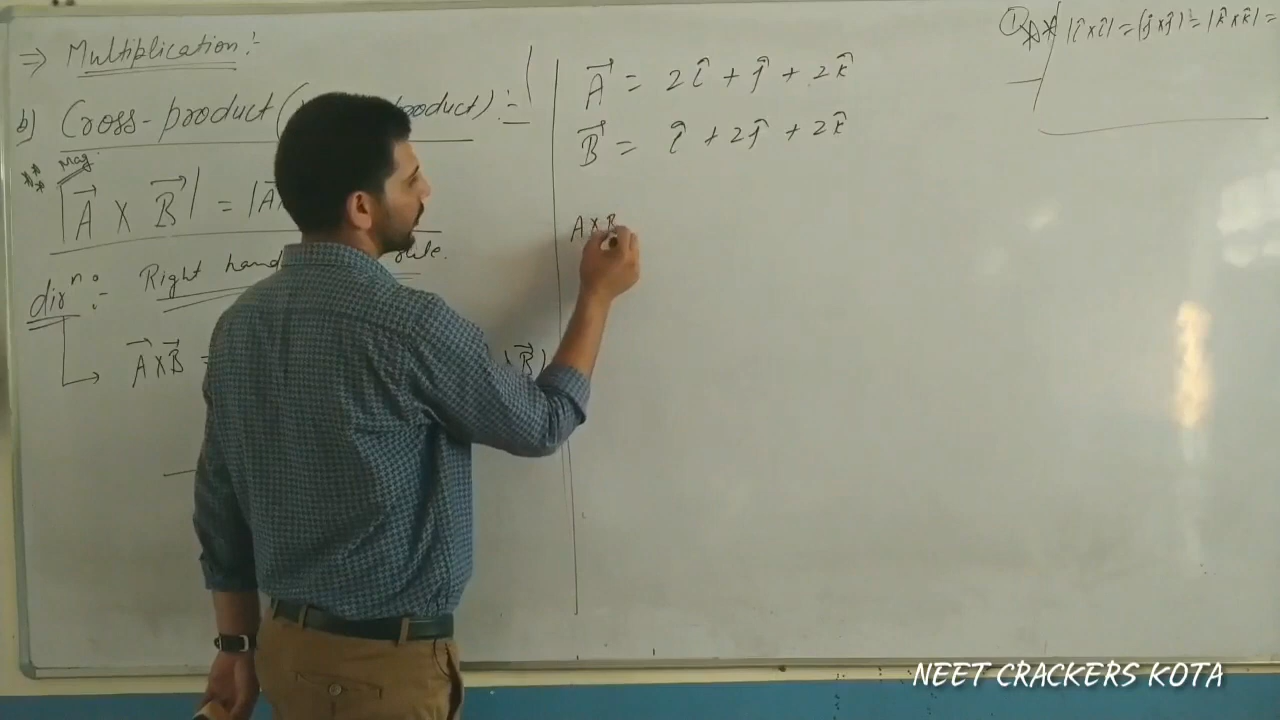 ⇒ Multiplication :-
b) Cross-product ( product) :-
** Mag.
|A⃗ × B⃗| = |A⃗
dirⁿ :- Right hand rule.
A⃗×B⃗ = B⃗)
A⃗ = 2î + ĵ + 2k̂
B⃗ = î + 2ĵ + 2k̂
A×B
① ** |î×î| = |ĵ×ĵ| = |k̂×k̂| =
NEET CRACKERS KOTA